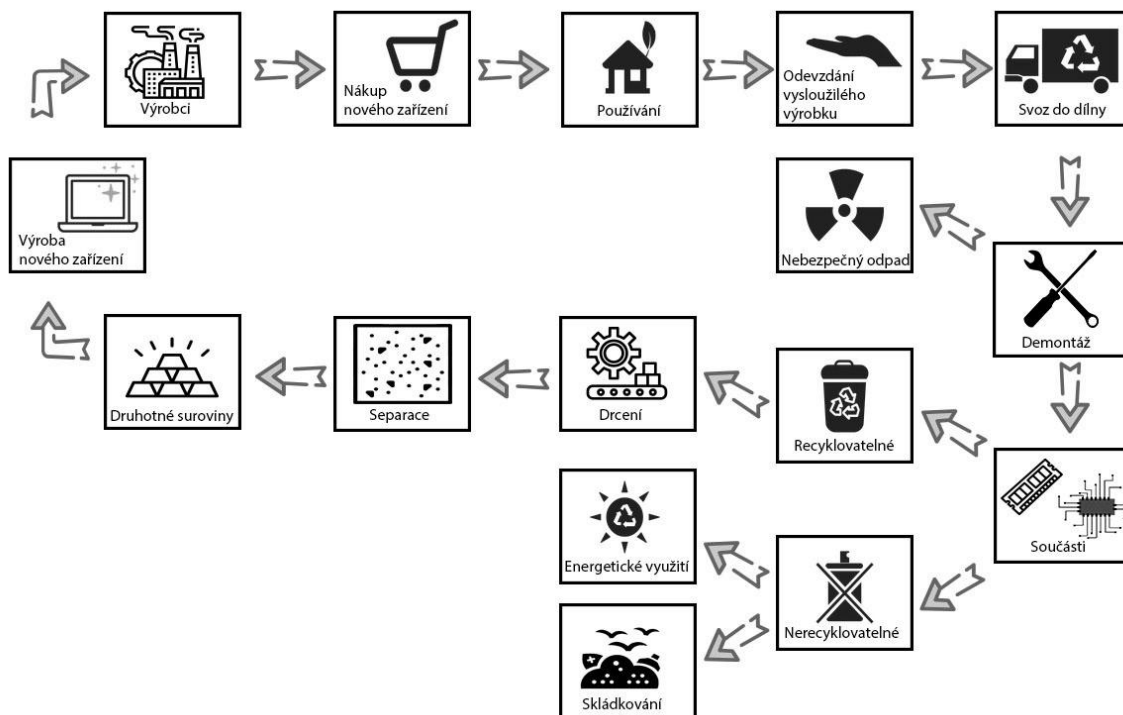 Výrobci
Nákup
nového zařízení
Používání
Odevzdání
vysloužilého
výrobku
Svoz do dílny
Výroba
nového zařízení
Nebezpečný odpad
Demontáž
Druhotné suroviny
Separace
Drcení
Recyklovatelné
Součásti
Energetické využití
Nerecyklovatelné
Skládkování